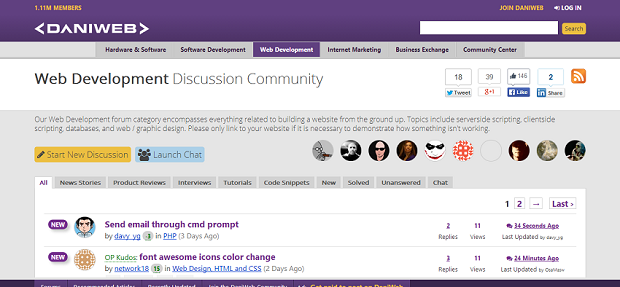 1.11M MEMBERS
JOIN DANIWEB
LOG IN
<DANIWEB>
Search
Hardware & Software Software Development Web Development Internet Marketing Business Exchange Community Center
Web Development Discussion Community
18 39 146 2
Tweet g+1 Like Share
Our Web Development forum category encompasses everything related to building a website from the ground up. Topics include serverside scripting, clientside
scripting, databases, and web / graphic design. Please only link to your website if it is necessary to demonstrate how something isn't working.
Start New Discussion Launch Chat
All News Stories Product Reviews Interviews Tutorials Code Snippets New Solved Unanswered Chat
1 2 → Last ›
NEW Send email through cmd prompt 2 11 34 Seconds Ago
by davy_yg -3 in PHP (3 Days Ago) Replies Views Last Updated by davy_yg
NEW OP Kudos: font awesome icons color change 3 11 24 Minutes Ago
by network18 15 in Web Design, HTML and CSS (2 Days Ago) Replies Views Last Updated by